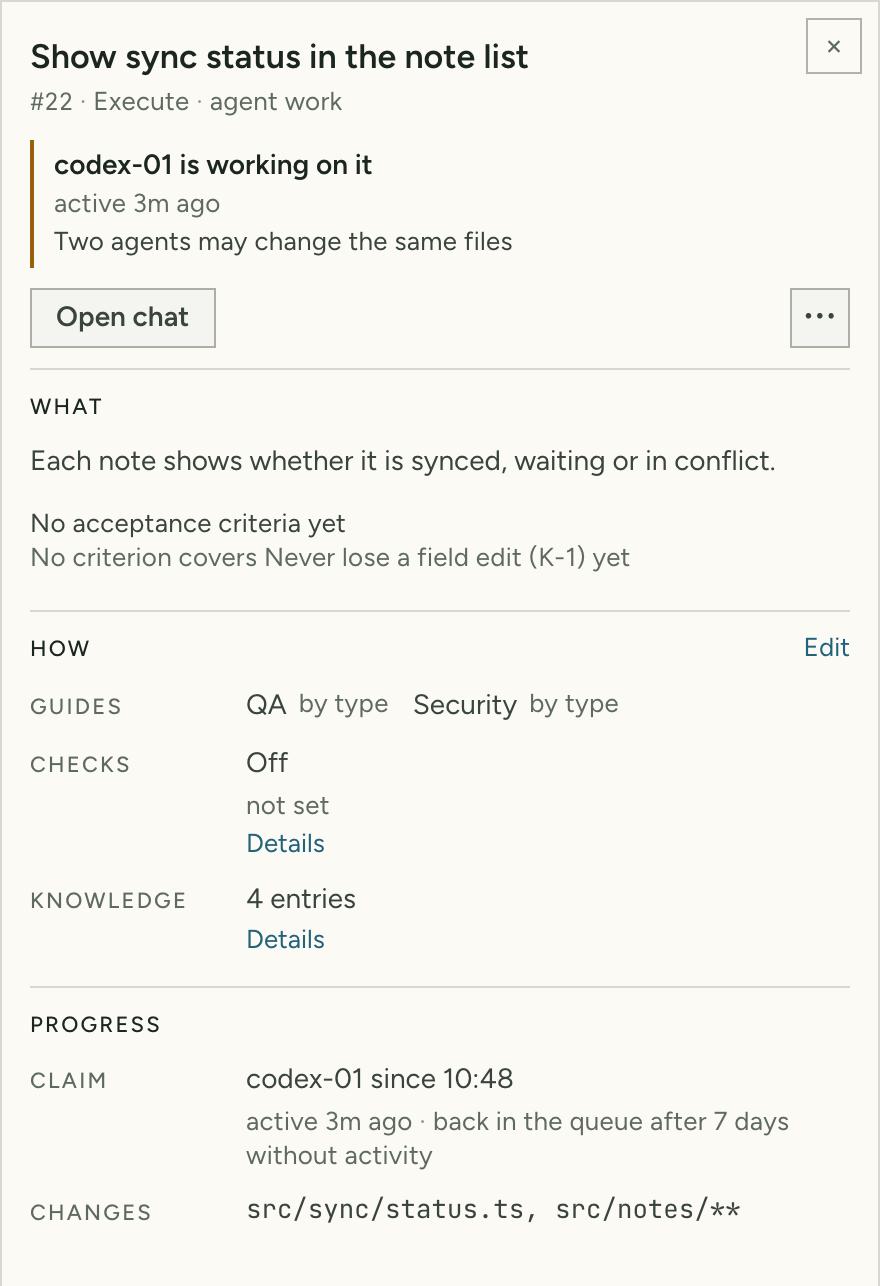 Show sync status in the note list
×
#22 · Execute · agent work
codex-01 is working on it
active 3m ago
Two agents may change the same files
Open chat
•••
WHAT
Each note shows whether it is synced, waiting or in conflict.
No acceptance criteria yet
No criterion covers Never lose a field edit (K-1) yet
HOW
Edit
GUIDES
QA by type Security by type
CHECKS
Off
not set
Details
KNOWLEDGE
4 entries
Details
PROGRESS
CLAIM
codex-01 since 10:48
active 3m ago · back in the queue after 7 days
without activity
CHANGES
src/sync/status.ts, src/notes/**